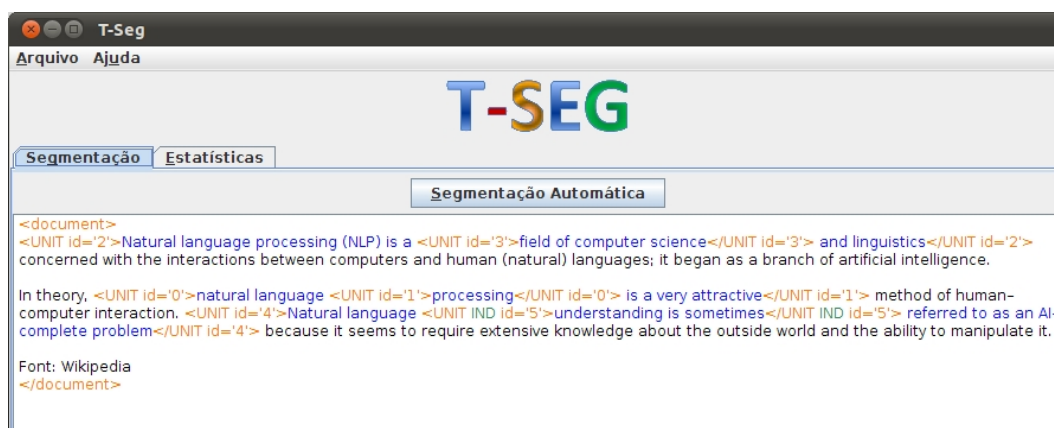 T-Seg
Arquivo Ajuda
T-SEG
Segmentação Estatísticas
Segmentação Automática
<document>
<UNIT id='2'>Natural language processing (NLP) is a <UNIT id='3'>field of computer science</UNIT id='3'> and linguistics</UNIT id='2'>
concerned with the interactions between computers and human (natural) languages; it began as a branch of artificial intelligence.
In theory, <UNIT id='0'>natural language <UNIT id='1'>processing</UNIT id='0'> is a very attractive</UNIT id='1'> method of human–
computer interaction. <UNIT id='4'>Natural language <UNIT IND id='5'>understanding is sometimes</UNIT IND id='5'> referred to as an AI-
complete problem</UNIT id='4'> because it seems to require extensive knowledge about the outside world and the ability to manipulate it.
Font: Wikipedia
</document>